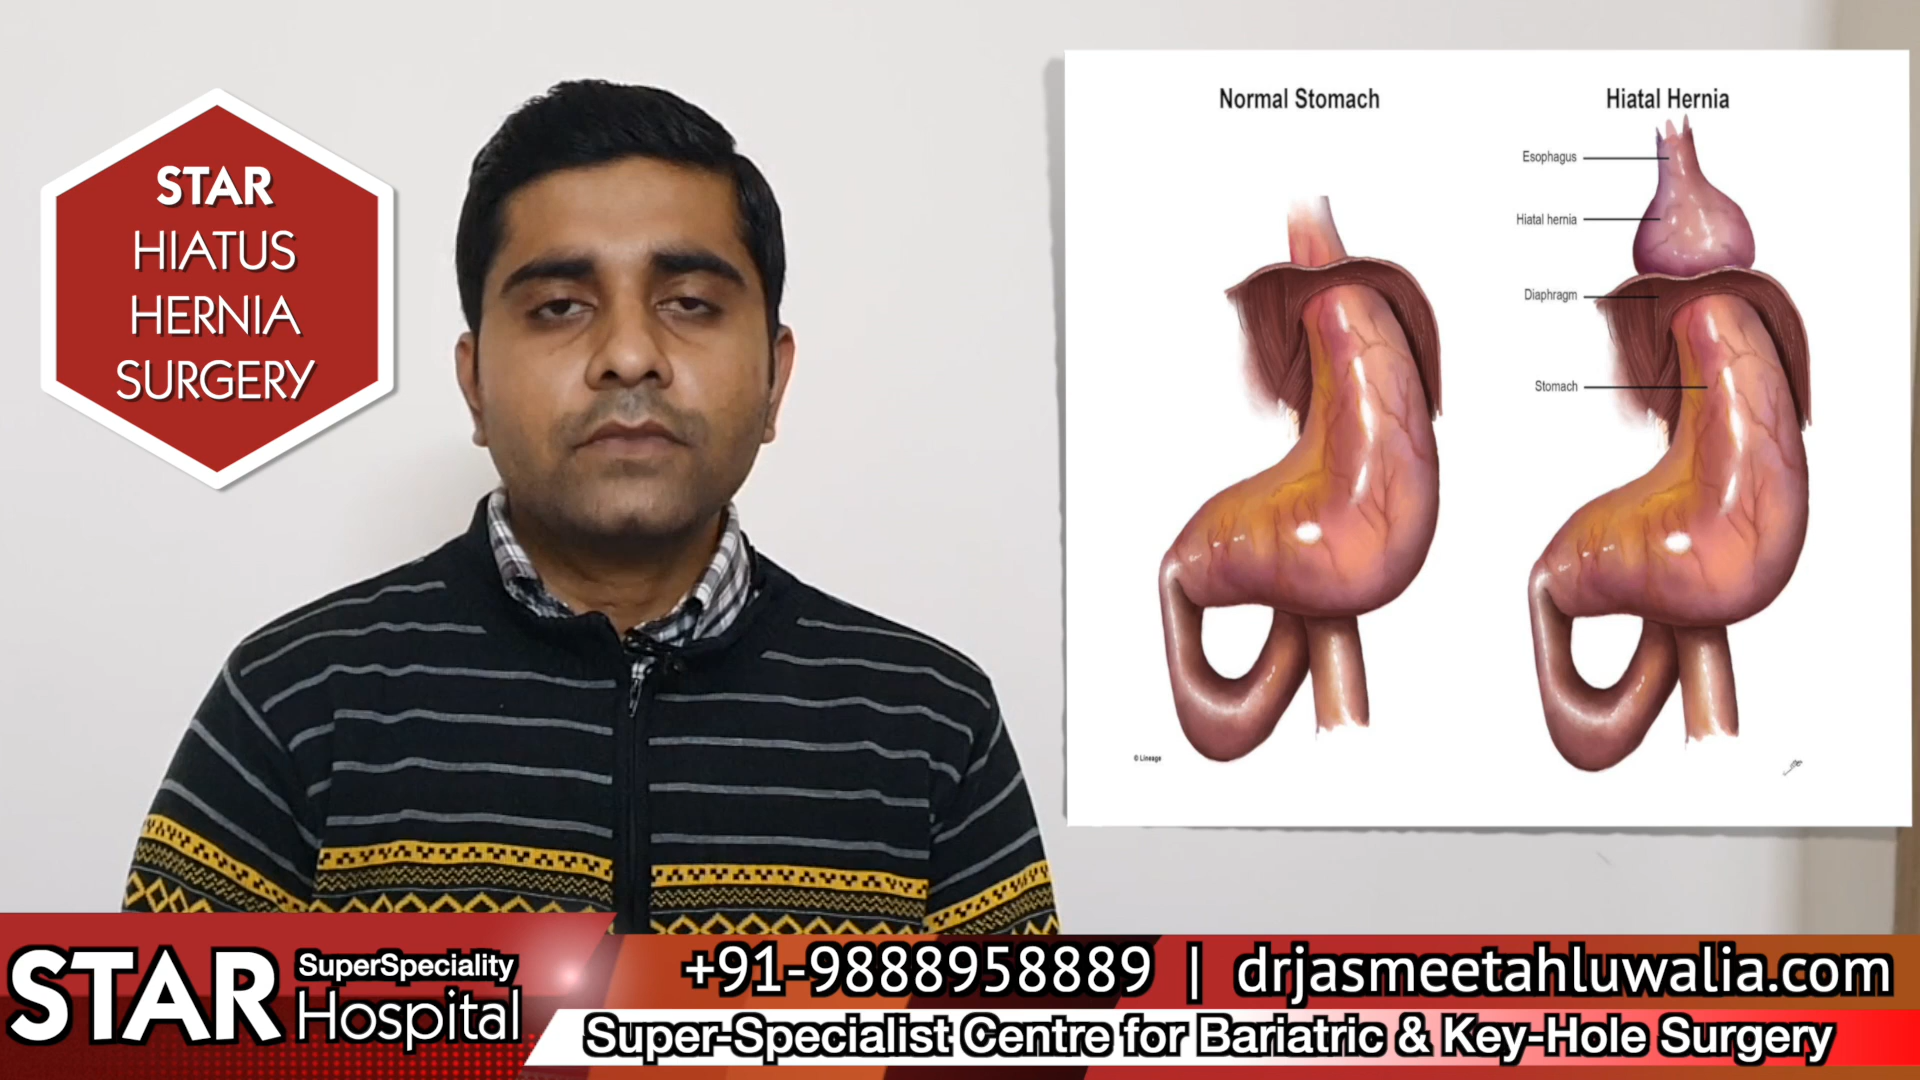 STAR
HIATUS
HERNIA
SURGERY
Normal Stomach
Hiatal Hernia
Esophagus
Hiatal hernia
Diaphragm
Stomach
© Lineage
STAR SuperSpeciality Hospital
+91-9888958889 | drjasmeetahluwalia.com
Super-Specialist Centre for Bariatric & Key-Hole Surgery